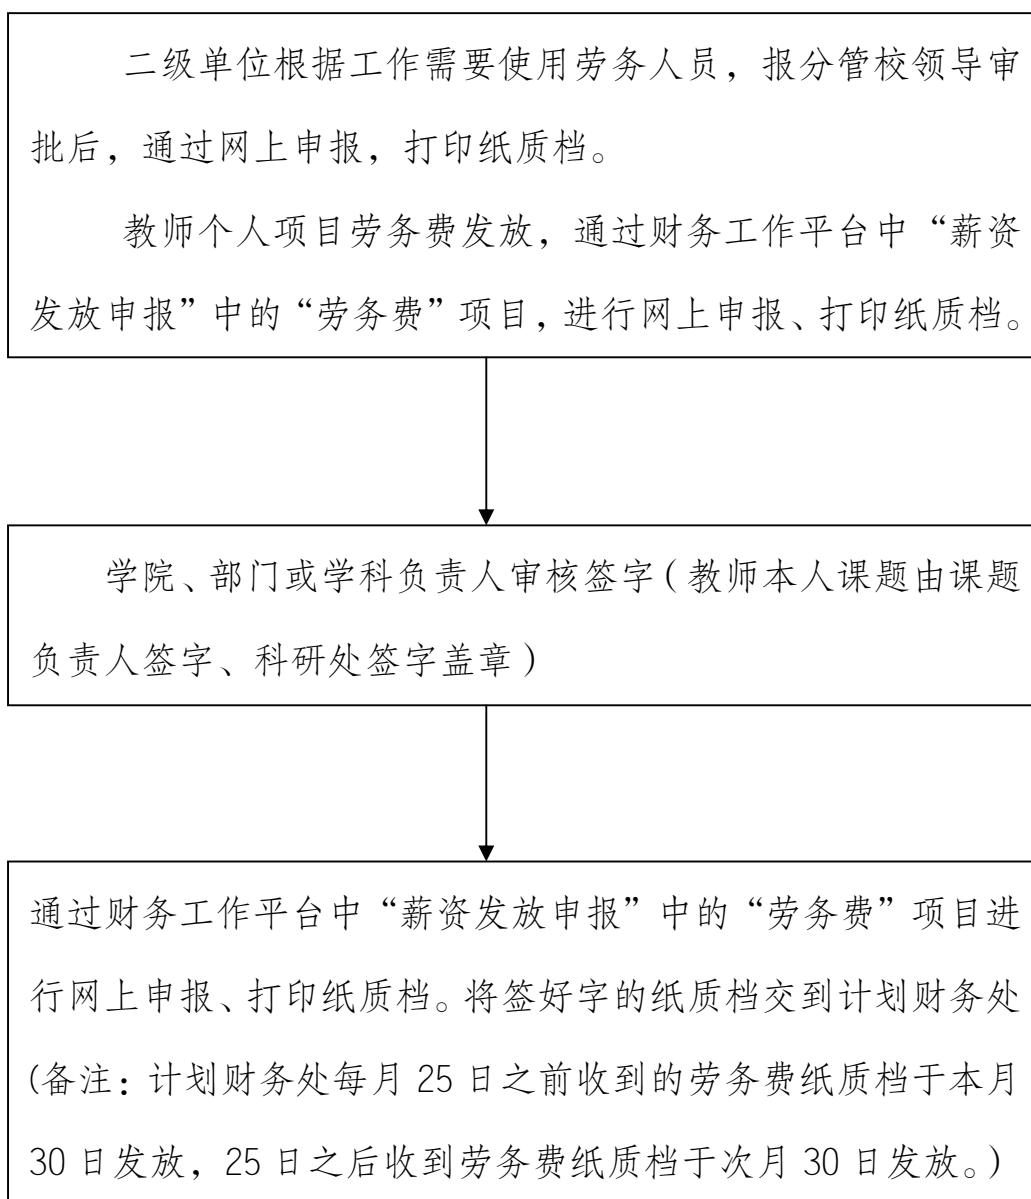 二级单位根据工作需要使用劳务人员，报分管校领导审
批后，通过网上申报，打印纸质档。
教师个人项目劳务费发放，通过财务工作平台中“薪资
发放申报”中的“劳务费”项目，进行网上申报、打印纸质档。
学院、部门或学科负责人审核签字（教师本人课题由课题
负责人签字、科研处签字盖章）
通过财务工作平台中“薪资发放申报”中的“劳务费”项目进
行网上申报、打印纸质档。将签好字的纸质档交到计划财务处
(备注：计划财务处每月 25 日之前收到的劳务费纸质档于本月
30 日发放，25 日之后收到劳务费纸质档于次月 30 日发放。)